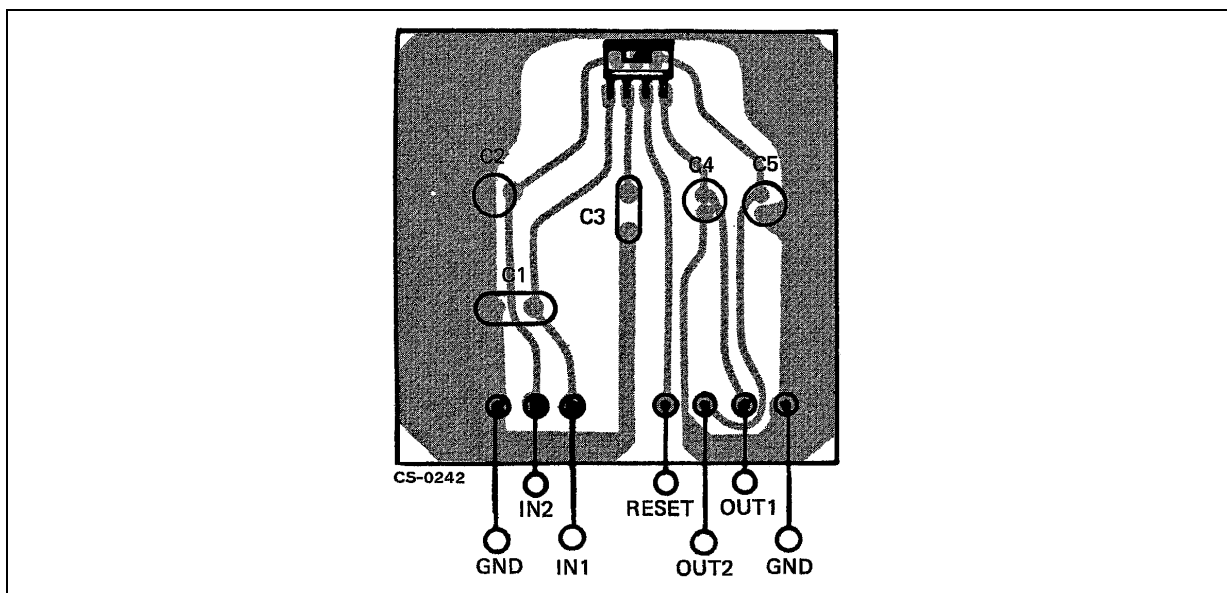 C2
C4
C5
C3
C1
CS-0242
IN2
RESET
OUT1
GND
IN1
OUT2
GND